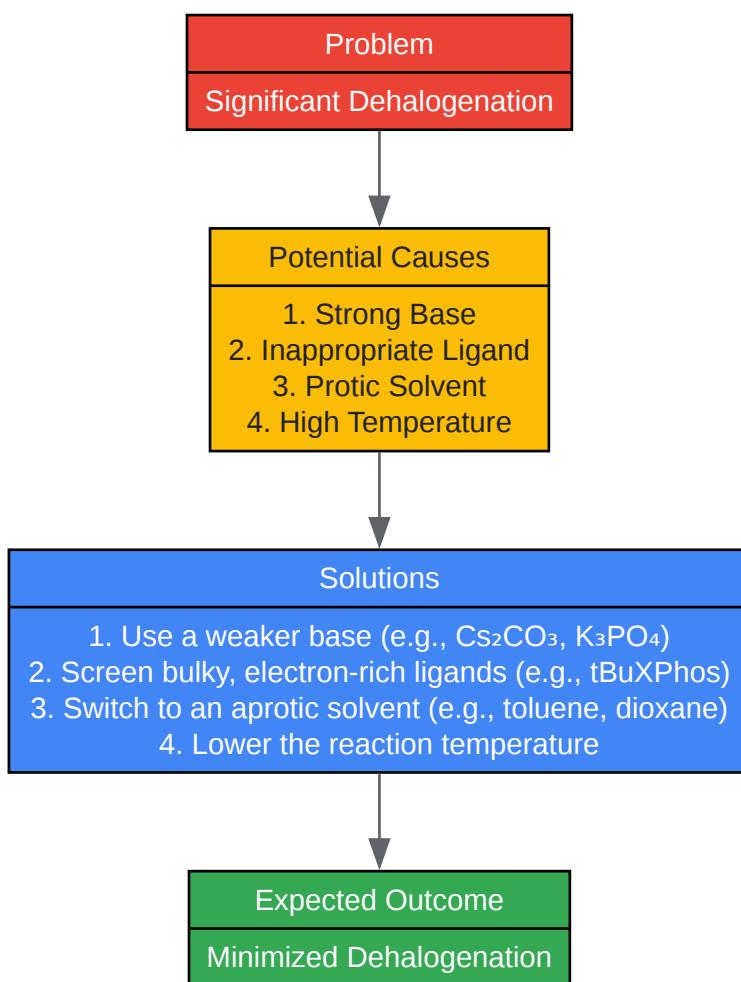 Problem
Significant Dehalogenation
Potential Causes
1. Strong Base
2. Inappropriate Ligand
3. Protic Solvent
4. High Temperature
Solutions
1. Use a weaker base (e.g., Cs₂CO₃, K₃PO₄)
2. Screen bulky, electron-rich ligands (e.g., tBuXPhos)
3. Switch to an aprotic solvent (e.g., toluene, dioxane)
4. Lower the reaction temperature
Expected Outcome
Minimized Dehalogenation